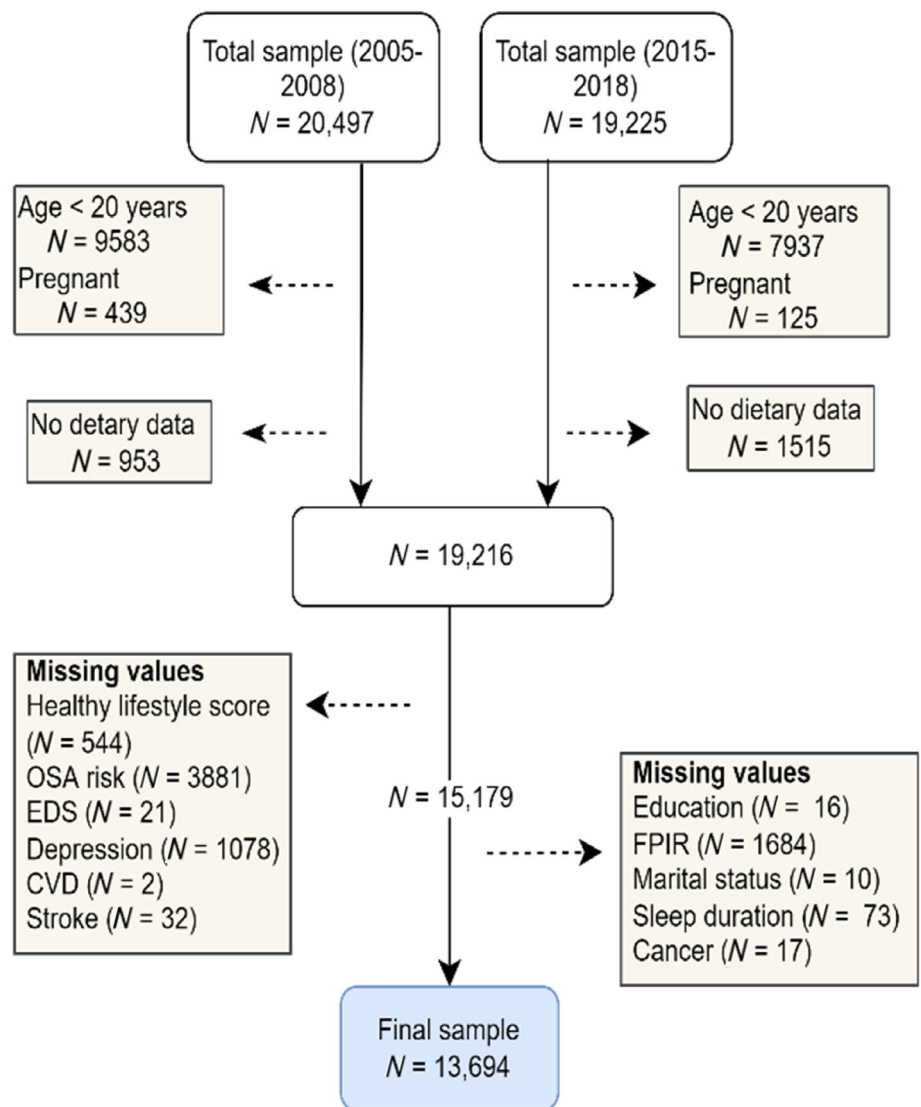 Total sample (2005-
2008)
N = 20,497
Total sample (2015-
2018)
N = 19,225
Age < 20 years
N = 9583
Pregnant
N = 439
Age < 20 years
N = 7937
Pregnant
N = 125
No detary data
N = 953
No dietary data
N = 1515
N = 19,216
Missing values
Healthy lifestyle score
(N = 544)
OSA risk (N = 3881)
EDS (N = 21)
Depression (N = 1078)
CVD (N = 2)
Stroke (N = 32)
N = 15,179
Missing values
Education (N = 16)
FPIR (N = 1684)
Marital status (N = 10)
Sleep duration (N = 73)
Cancer (N = 17)
Final sample
N = 13,694